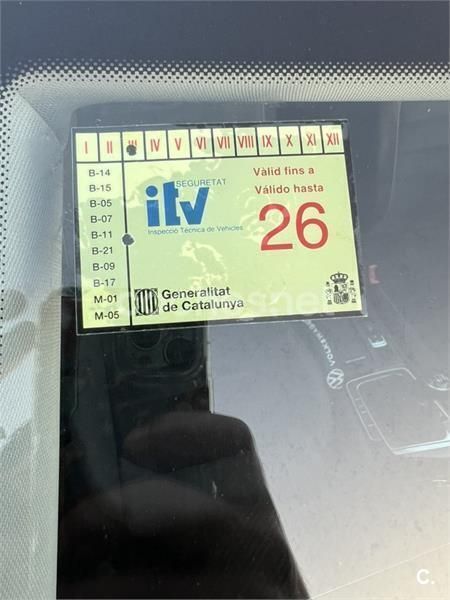 I II III IV V VI VII VIII IX X XI XII
B-14
B-15
B-05
B-07
B-11
B-21
B-09
B-17
M-01
M-05
SEGURETAT
itv
Inspecció Tècnica de Vehicles
Vàlid fins a
Válido hasta
26
Generalitat
de Catalunya
VOLKSWAGEN
C.